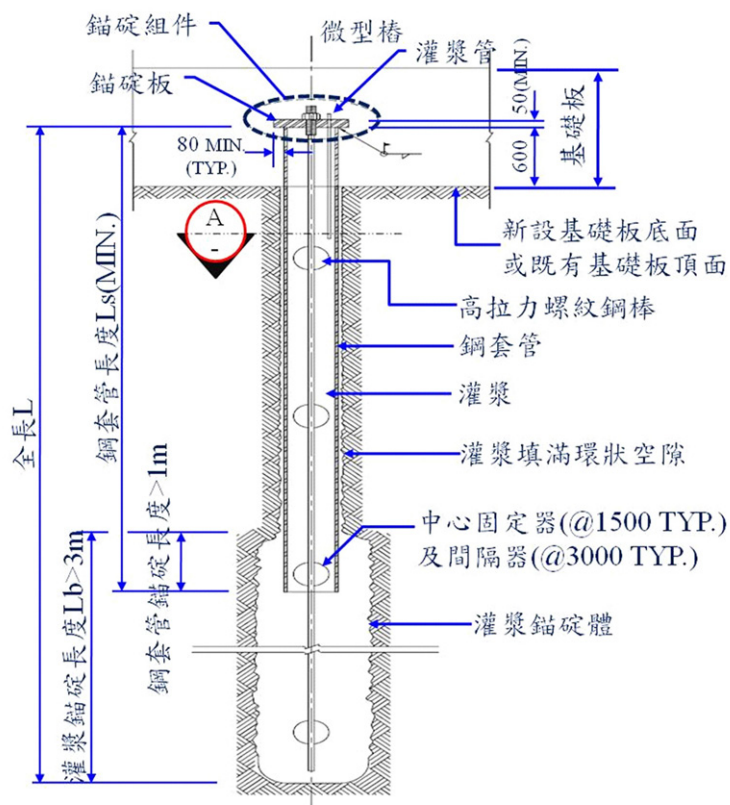 錨碇組件
微型樁
灌漿管
錨碇板
50(MIN.)
基礎板
600
80 MIN.
(TYP.)
A
-
新設基礎板底面
或既有基礎板頂面
高拉力螺紋鋼棒
鋼套管
灌漿
灌漿填滿環狀空隙
中心固定器(@1500 TYP.)
及間隔器(@3000 TYP.)
灌漿錨碇體
全長L
鋼套管長度Ls(MIN.)
鋼套管錨碇長度>1m
灌漿錨碇長度Lb>3m